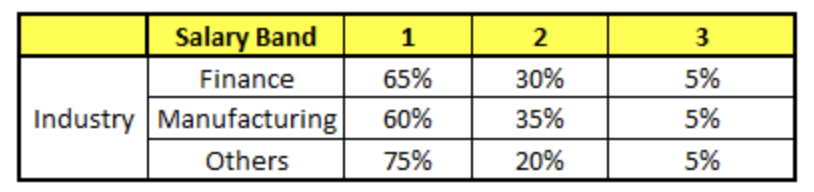 Salary Band 1 2 3
Finance 65% 30% 5%
Industry Manufacturing 60% 35% 5%
Others 75% 20% 5%